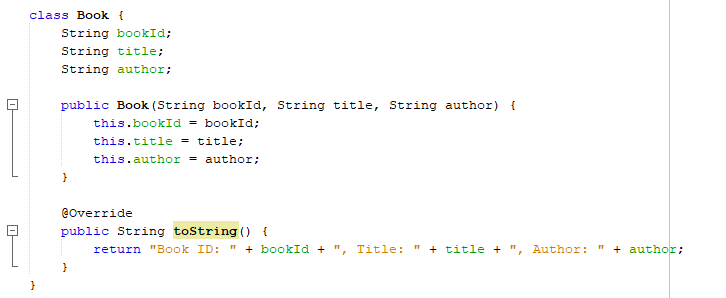 class Book {
    String bookId;
    String title;
    String author;

    public Book(String bookId, String title, String author) {
        this.bookId = bookId;
        this.title = title;
        this.author = author;
    }

    @Override
    public String toString() {
        return "Book ID: " + bookId + ", Title: " + title + ", Author: " + author;
    }
}